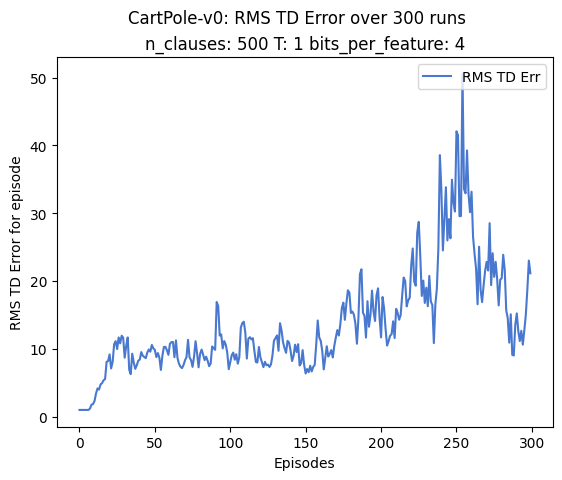 CartPole-v0: RMS TD Error over 300 runs
n_clauses: 500 T: 1 bits_per_feature: 4
RMS TD Err
RMS TD Error for episode
50
40
30
20
10
0
0 50 100 150 200 250 300
Episodes